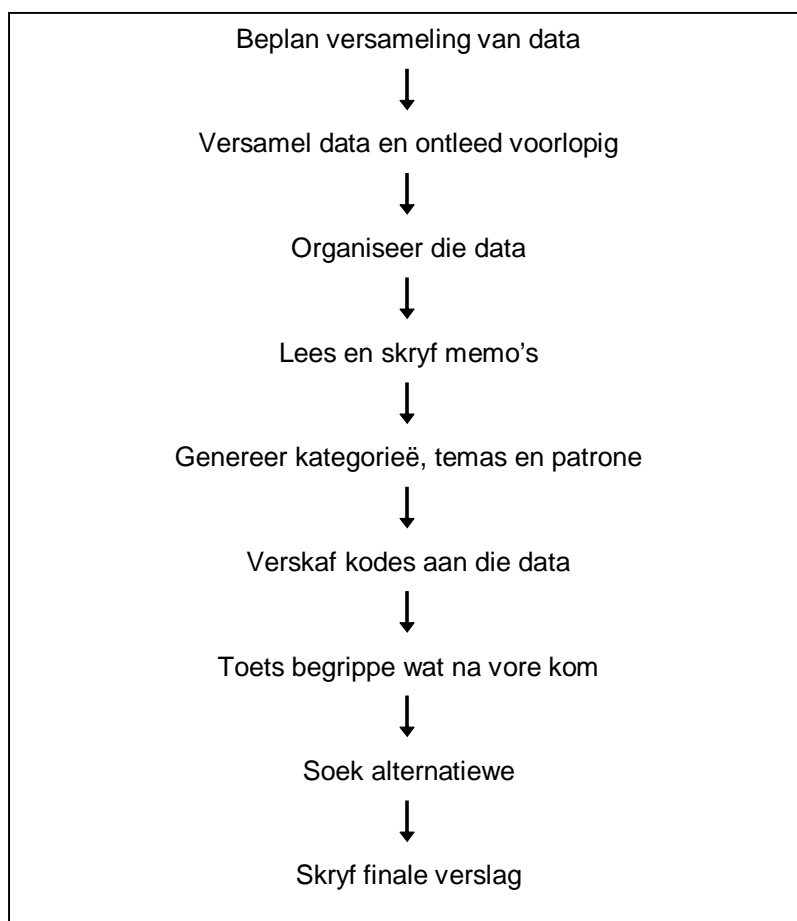 Beplan versameling van data
Versamel data en ontleed voorlopig
Organiseer die data
Lees en skryf memo’s
Genereer kategorieë, temas en patrone
Verskaf kodes aan die data
Toets begrippe wat na vore kom
Soek alternatiewe
Skryf finale verslag